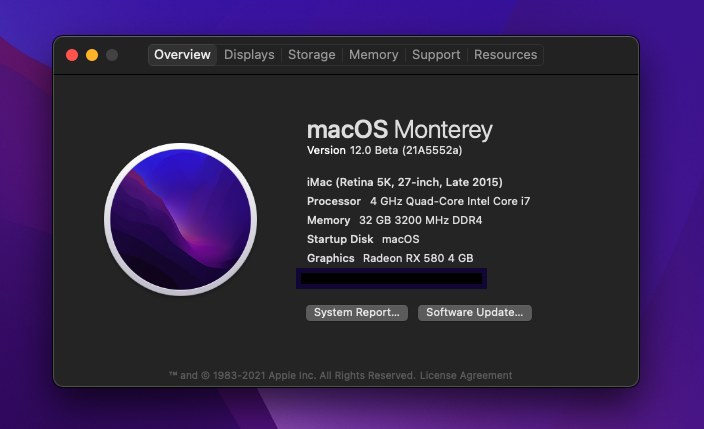 Overview Displays Storage Memory Support Resources
macOS Monterey
Version 12.0 Beta (21A5552a)
iMac (Retina 5K, 27-inch, Late 2015)
Processor 4 GHz Quad-Core Intel Core i7
Memory 32 GB 3200 MHz DDR4
Startup Disk macOS
Graphics Radeon RX 580 4 GB
System Report... Software Update...
™ and © 1983-2021 Apple Inc. All Rights Reserved. License Agreement